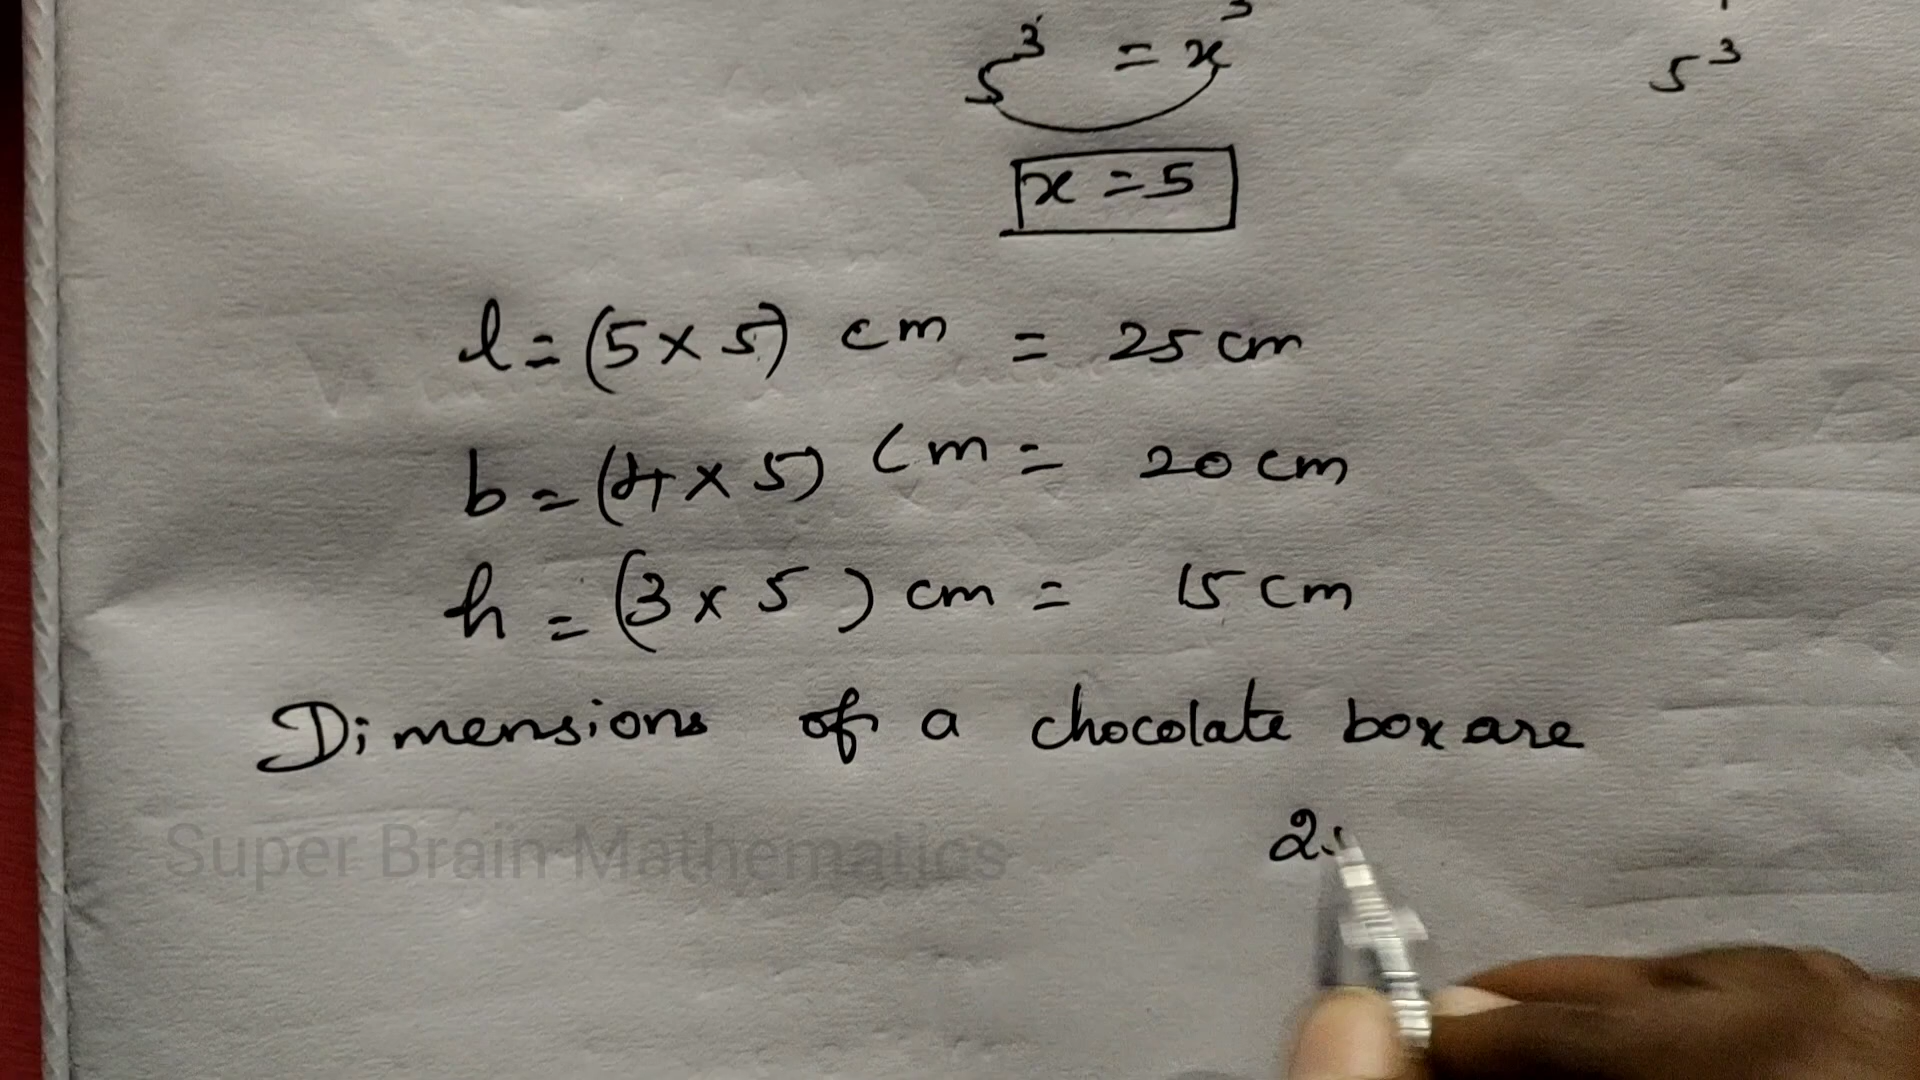 5³ = x³
5³
x = 5
l = (5 × 5) cm = 25 cm
b = (4 × 5) cm = 20 cm
h = (3 × 5) cm = 15 cm
Dimensions of a chocolate box are
2
Super Brain Mathematics